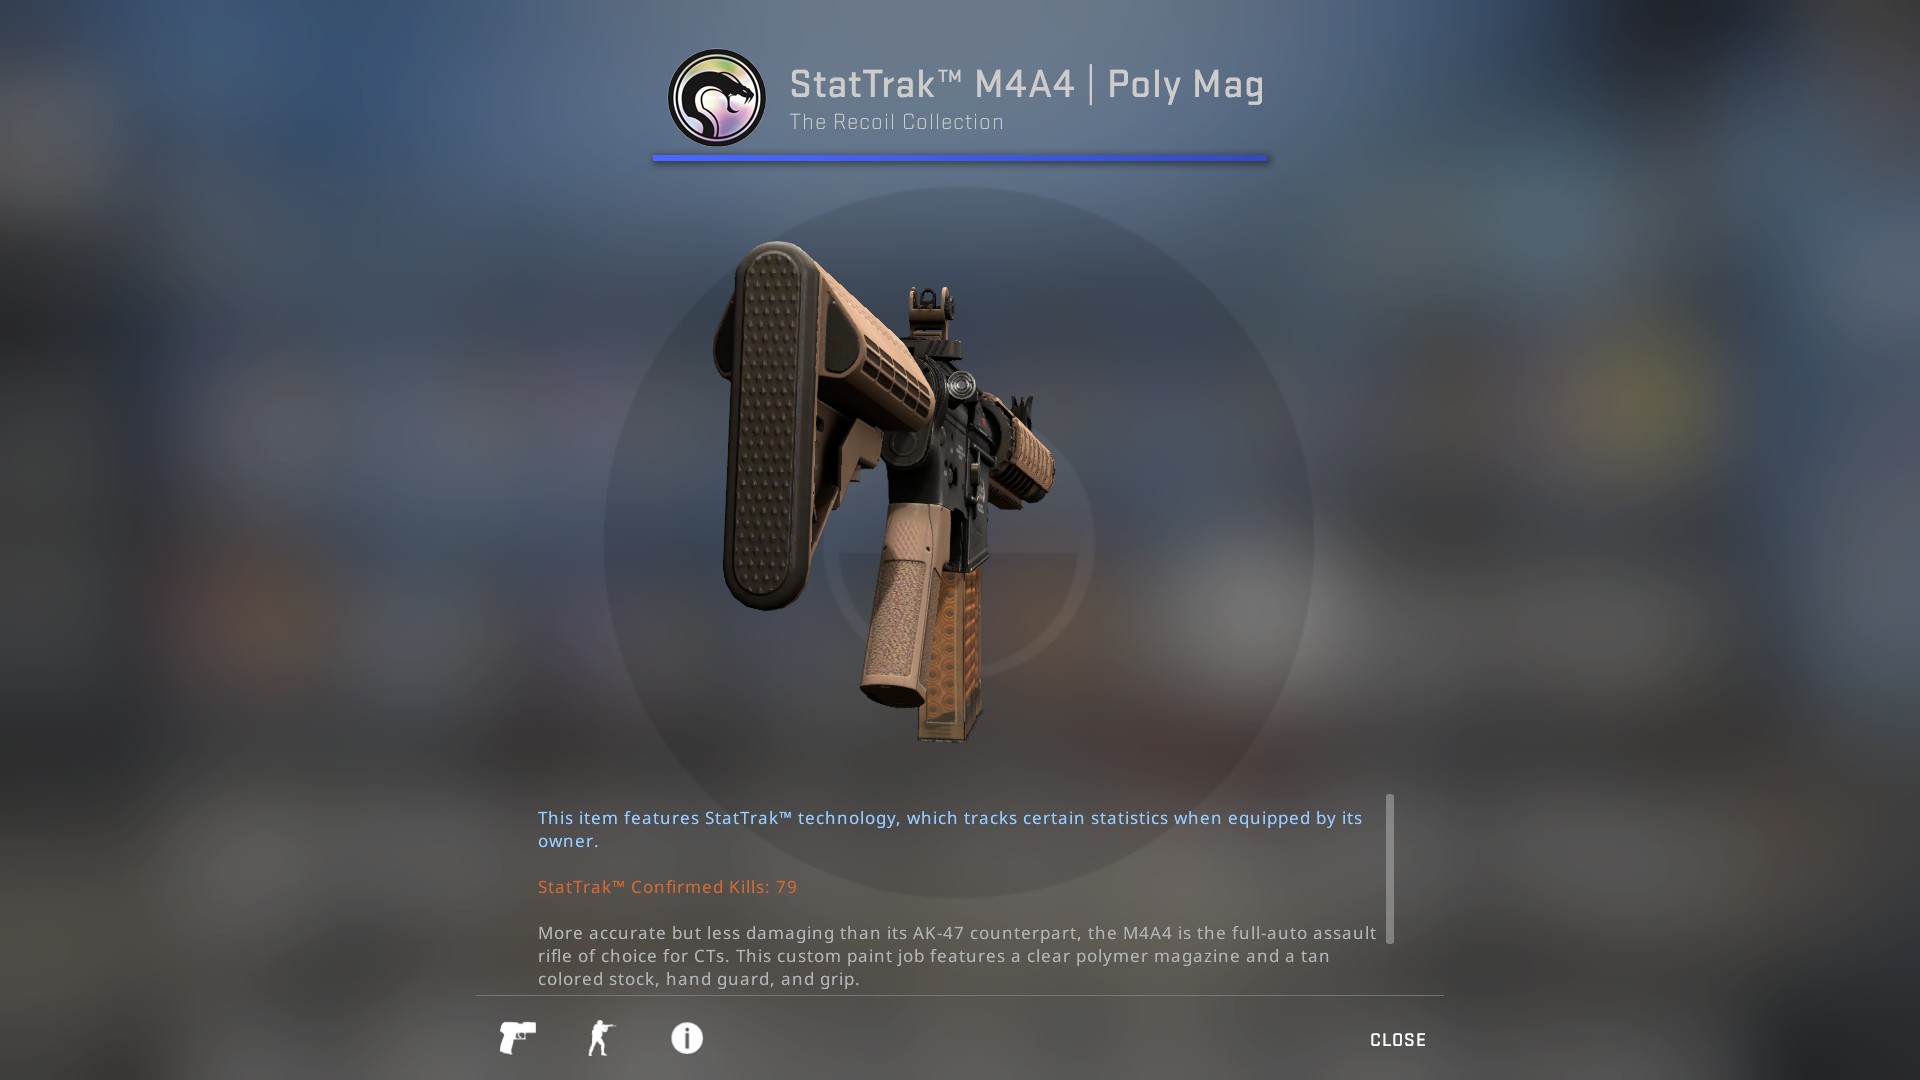 StatTrak™ M4A4 | Poly Mag
The Recoil Collection
This item features StatTrak™ technology, which tracks certain statistics when equipped by its
owner.
StatTrak™ Confirmed Kills: 79
More accurate but less damaging than its AK-47 counterpart, the M4A4 is the full-auto assault
rifle of choice for CTs. This custom paint job features a clear polymer magazine and a tan
colored stock, hand guard, and grip.
CLOSE